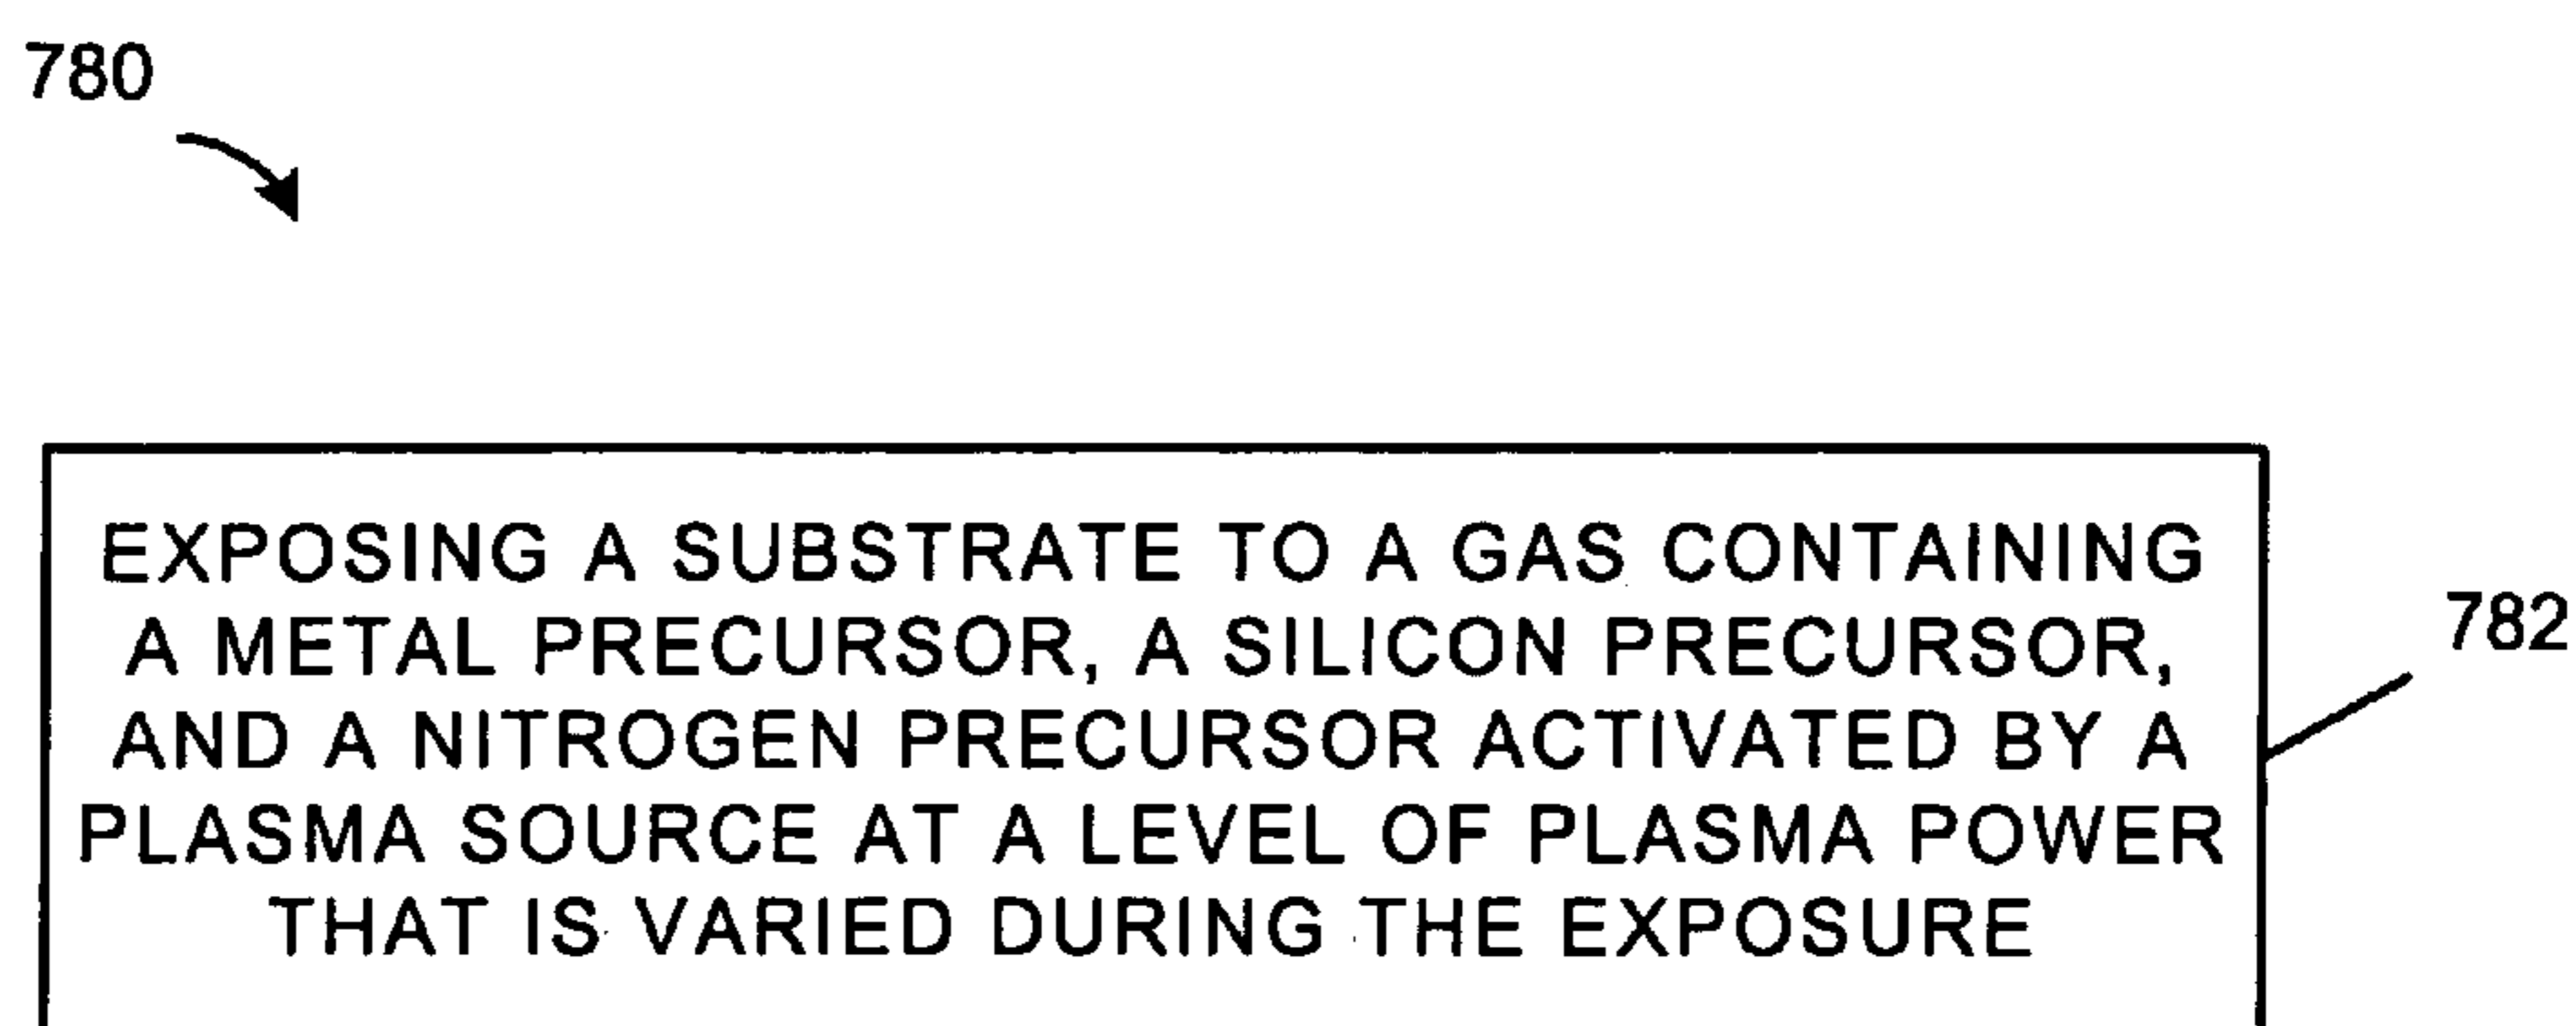 780
EXPOSING A SUBSTRATE TO A GAS CONTAINING
A METAL PRECURSOR, A SILICON PRECURSOR,
AND A NITROGEN PRECURSOR ACTIVATED BY A
PLASMA SOURCE AT A LEVEL OF PLASMA POWER
THAT IS VARIED DURING THE EXPOSURE
782